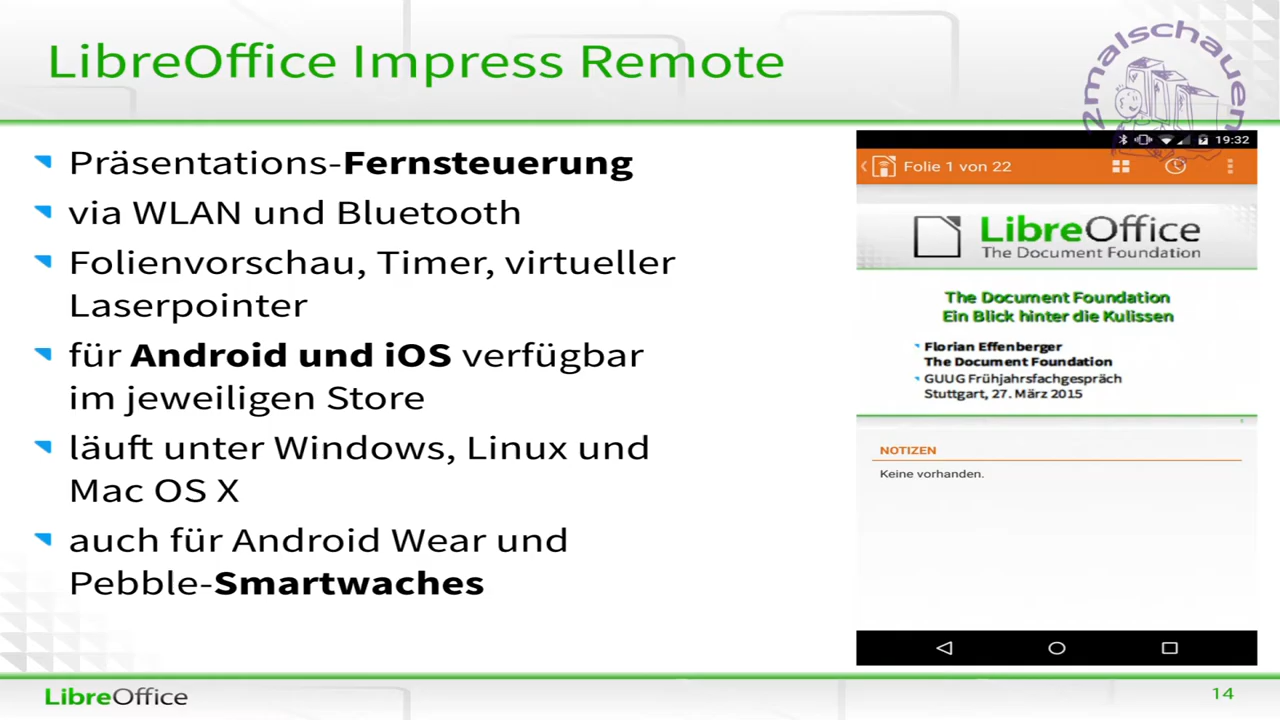 LibreOffice Impress Remote
2malschauen
Präsentations-Fernsteuerung
via WLAN und Bluetooth
Folienvorschau, Timer, virtueller
Laserpointer
für Android und iOS verfügbar
im jeweiligen Store
läuft unter Windows, Linux und
Mac OS X
auch für Android Wear und
Pebble-Smartwaches
19:32
Folie 1 von 22
LibreOffice
The Document Foundation
The Document Foundation
Ein Blick hinter die Kulissen
Florian Effenberger
The Document Foundation
GUUG Frühjahrsfachgespräch
Stuttgart, 27. März 2015
NOTIZEN
Keine vorhanden.
LibreOffice
14